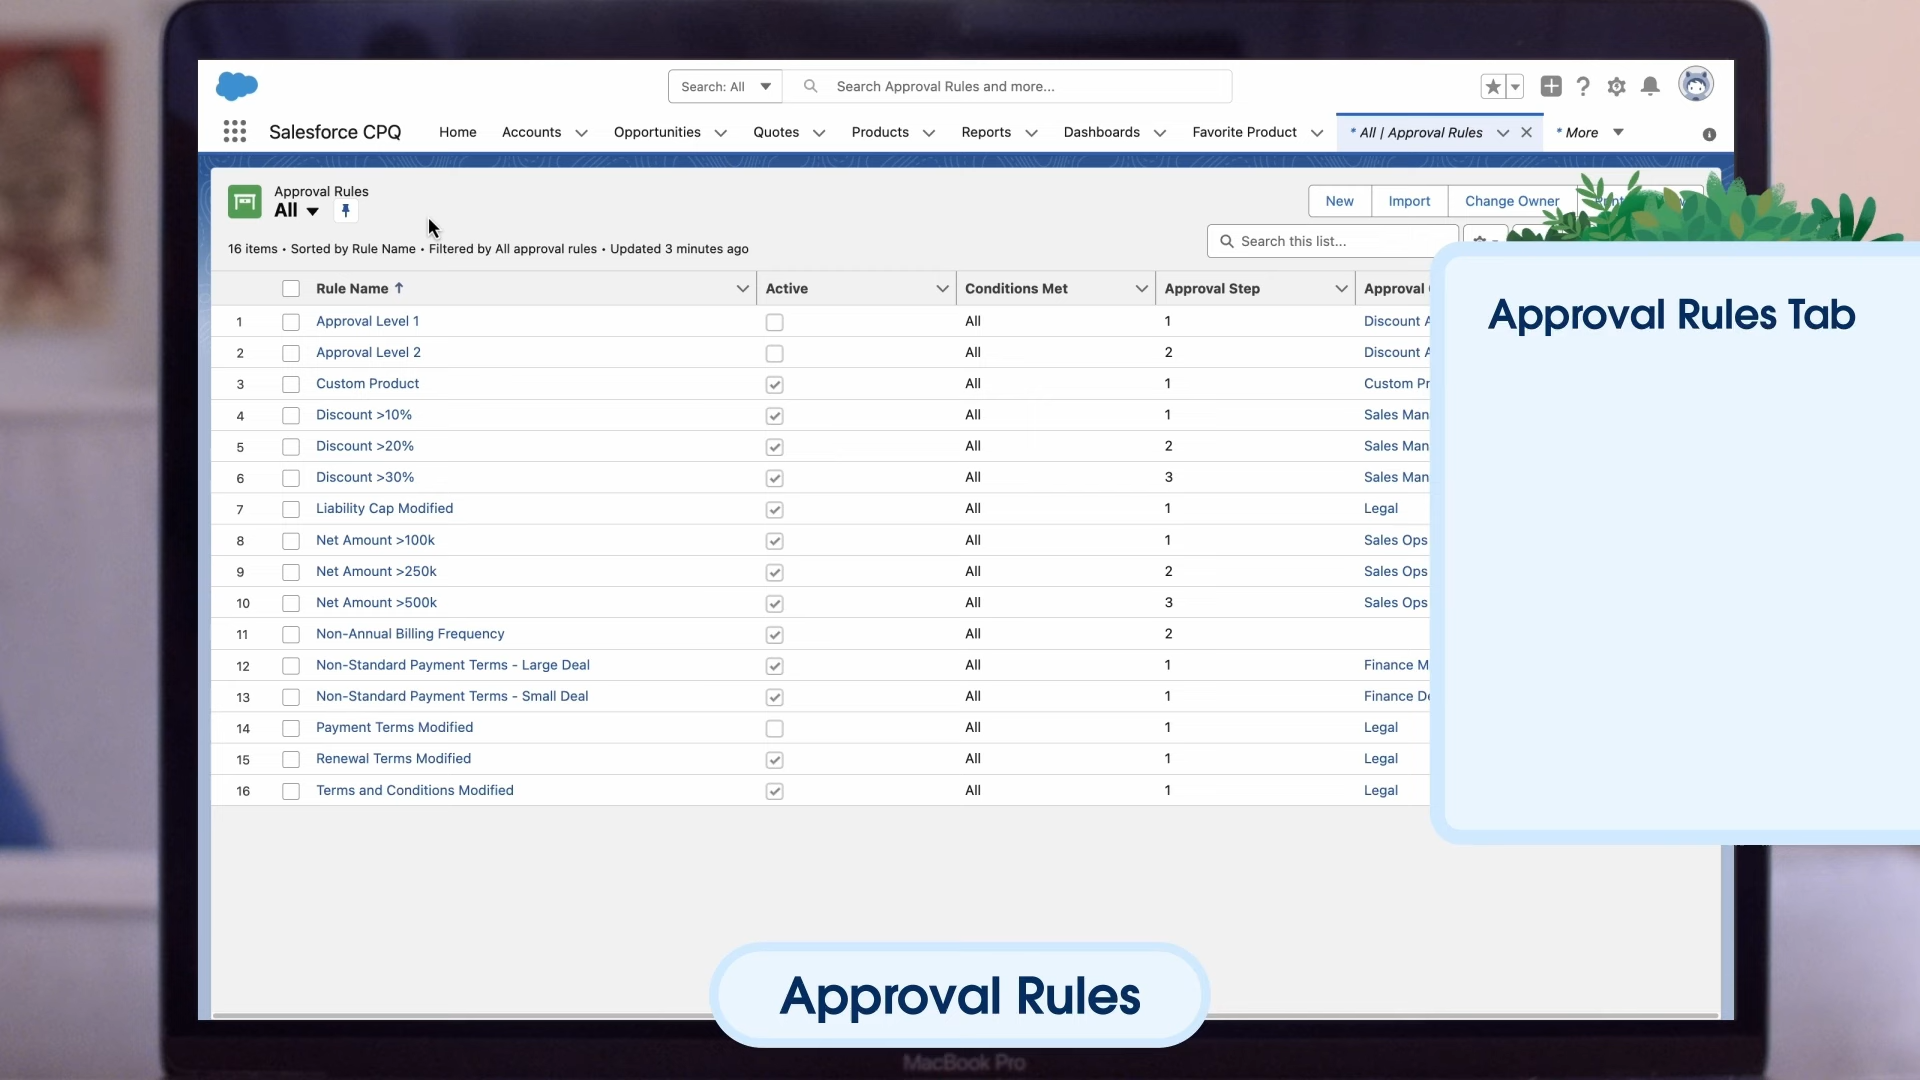 Search: All
Search Approval Rules and more...
Salesforce CPQ
Home
Accounts
Opportunities
Quotes
Products
Reports
Dashboards
Favorite Product
* All | Approval Rules
* More
Approval Rules
All
New
Import
Change Owner
16 items • Sorted by Rule Name • Filtered by All approval rules • Updated 3 minutes ago
Search this list...
Rule Name
Active
Conditions Met
Approval Step
Approval
1 Approval Level 1 All 1 Discount A
2 Approval Level 2 All 2 Discount A
3 Custom Product All 1 Custom Pr
4 Discount >10% All 1 Sales Man
5 Discount >20% All 2 Sales Man
6 Discount >30% All 3 Sales Man
7 Liability Cap Modified All 1 Legal
8 Net Amount >100k All 1 Sales Ops
9 Net Amount >250k All 2 Sales Ops
10 Net Amount >500k All 3 Sales Ops
11 Non-Annual Billing Frequency All 2
12 Non-Standard Payment Terms - Large Deal All 1 Finance M
13 Non-Standard Payment Terms - Small Deal All 1 Finance De
14 Payment Terms Modified All 1 Legal
15 Renewal Terms Modified All 1 Legal
16 Terms and Conditions Modified All 1 Legal
Approval Rules Tab
Approval Rules
MacBook Pro